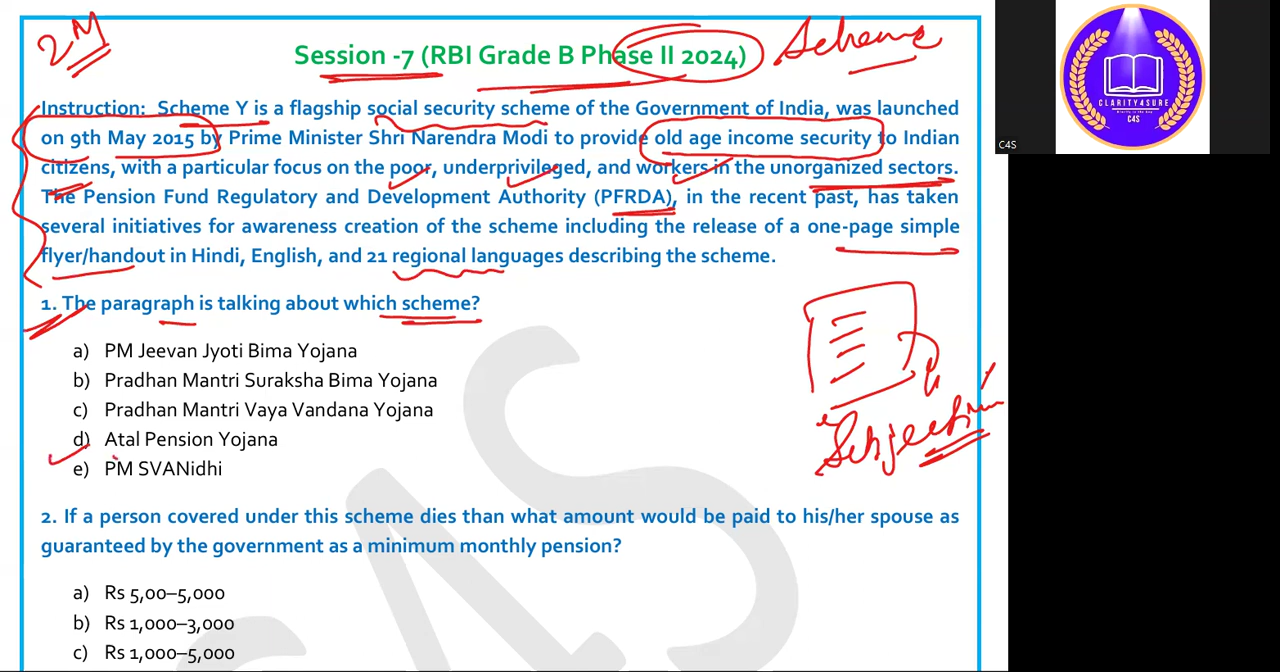 2M
Session -7 (RBI Grade B Phase II 2024)
Scheme
Instruction: Scheme Y is a flagship social security scheme of the Government of India, was launched
on 9th May 2015 by Prime Minister Shri Narendra Modi to provide old age income security to Indian
citizens, with a particular focus on the poor, underprivileged, and workers in the unorganized sectors.
The Pension Fund Regulatory and Development Authority (PFRDA), in the recent past, has taken
several initiatives for awareness creation of the scheme including the release of a one-page simple
flyer/handout in Hindi, English, and 21 regional languages describing the scheme.
1. The paragraph is talking about which scheme?
a) PM Jeevan Jyoti Bima Yojana
b) Pradhan Mantri Suraksha Bima Yojana
c) Pradhan Mantri Vaya Vandana Yojana
d) Atal Pension Yojana
e) PM SVANidhi
2. If a person covered under this scheme dies than what amount would be paid to his/her spouse as
guaranteed by the government as a minimum monthly pension?
a) Rs 5,00–5,000
b) Rs 1,000–3,000
c) Rs 1,000–5,000
CLARITY4SURE
C4S
C4S